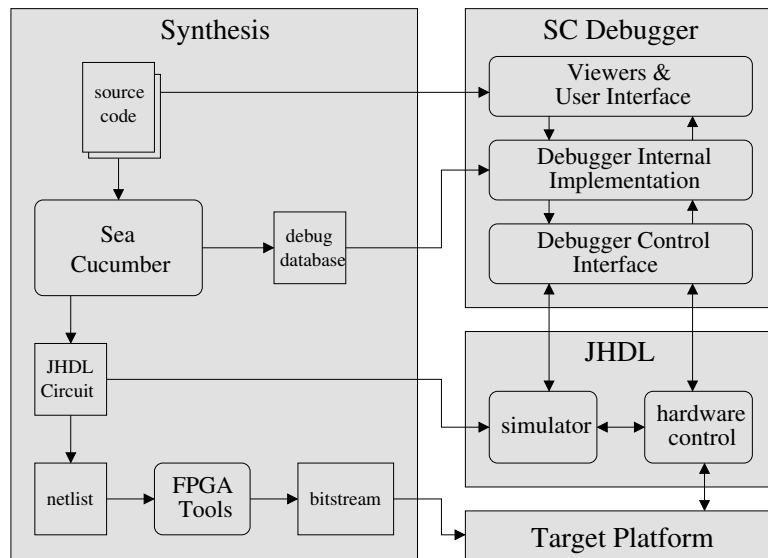 Synthesis
source
code
Sea
Cucumber
debug
database
JHDL
Circuit
netlist
FPGA
Tools
bitstream
SC Debugger
Viewers &
User Interface
Debugger Internal
Implementation
Debugger Control
Interface
JHDL
simulator
hardware
control
Target Platform